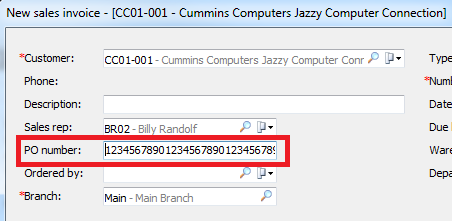 New sales invoice - [CC01-001 - Cummins Computers Jazzy Computer Connection]
*Customer: CC01-001 - Cummins Computers Jazzy Computer Conr Type
Phone: *Numl
Description: Date
Sales rep: BR02 - Billy Randolf Due
PO number: 12345678901234567890123456789
Ordered by: Ware
*Branch: Main - Main Branch Depa